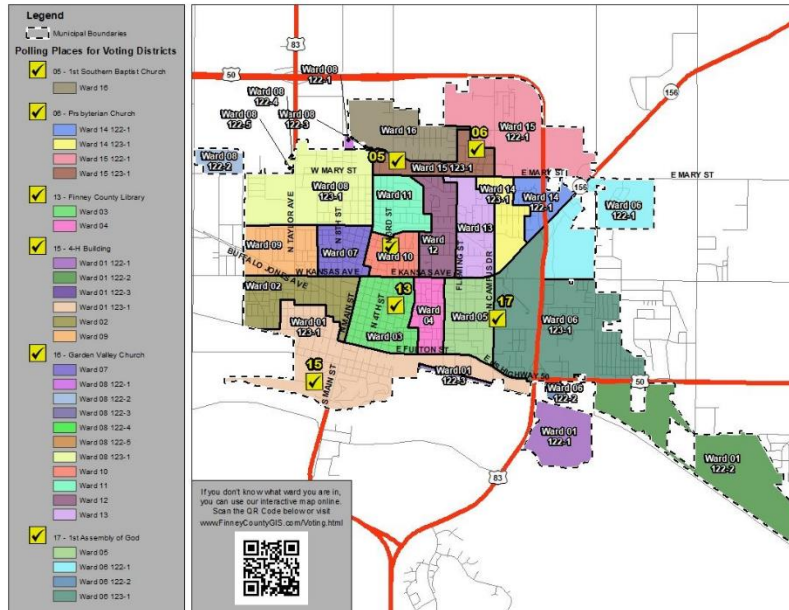 Legend
Municipal Boundaries
Polling Places for Voting Districts
05 - 1st Southern Baptist Church
Ward 16
06 - Prsbyterian Church
Ward 14 122-1
Ward 14 123-1
Ward 15 122-1
Ward 15 123-1
13 - Finney County Library
Ward 03
Ward 04
15 - 4-H Building
Ward 01 122-1
Ward 01 122-2
Ward 01 122-3
Ward 01 123-1
Ward 02
Ward 09
16 - Garden Valley Church
Ward 07
Ward 08 122-1
Ward 08 122-2
Ward 08 122-3
Ward 08 122-4
Ward 08 122-5
Ward 08 123-1
Ward 10
Ward 11
Ward 12
Ward 13
17 - 1st Assembly of God
Ward 05
Ward 06 122-1
Ward 06 122-2
Ward 06 123-1
83
50
156
Ward 08
122-1
Ward 08
122-4
Ward 08
122-5
Ward 08
122-3
Ward 16
06
Ward 15
122-1
05
Ward 15 123-1
Ward 08
122-2
W MARY ST
E MARY ST
156
E MARY ST
Ward 08
123-1
Ward 11
Ward 14
123-1
Ward 14
122-1
Ward 06
122-1
N TAYLOR AVE
N 8TH ST
Ward 12
Ward 13
FLEMING ST
N CAMPUS DR
Ward 09
Ward 07
Ward 10
BUFFALO JONES AVE
W KANSAS AVE
E KANSAS AVE
Ward 02
13
17
N 4TH ST
Ward 04
Ward 05
Ward 06
123-1
Ward 01
123-1
Ward 03
E FULTON ST
15
S MAIN ST
Ward 01
122-3
50
Ward 06
122-2
Ward 01
122-1
Ward 01
122-2
83
If you don't know what ward you are in,
you can use our interactive map online.
Scan the QR Code below or visit
www.FinneyCountyGIS.com/Voting.html